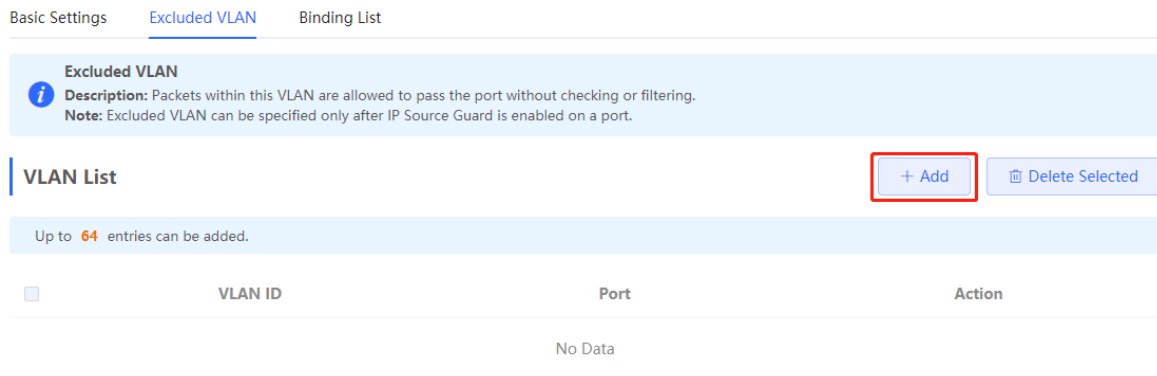 Basic Settings Excluded VLAN Binding List
Excluded VLAN
Description: Packets within this VLAN are allowed to pass the port without checking or filtering.
Note: Excluded VLAN can be specified only after IP Source Guard is enabled on a port.
VLAN List + Add Delete Selected
Up to 64 entries can be added.
VLAN ID Port Action
No Data